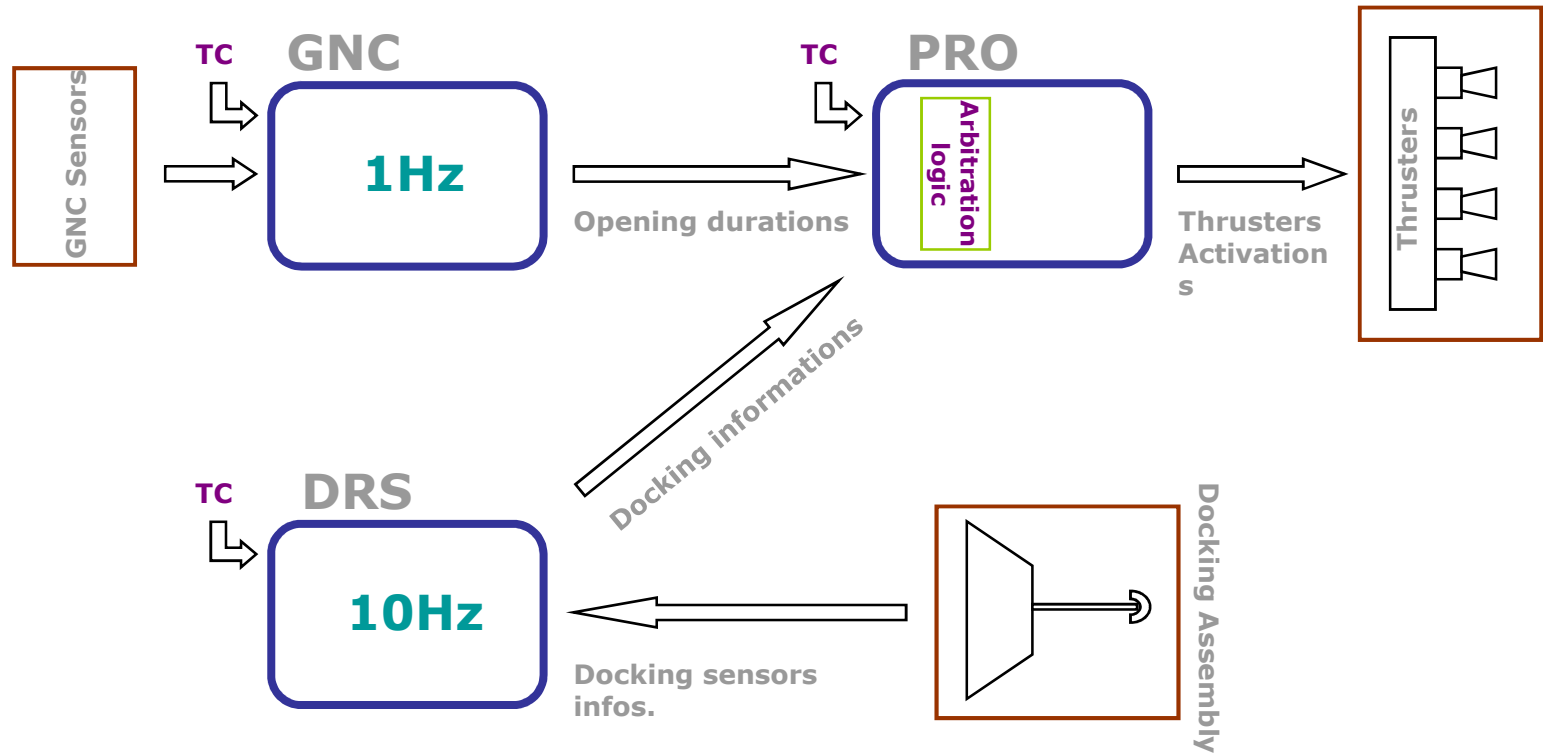 GNC Sensors
TC
GNC
1Hz
Opening durations
TC
PRO
Arbitration
logic
Thrusters
Activation
s
Thrusters
Docking informations
TC
DRS
10Hz
Docking sensors
infos.
Docking Assembly